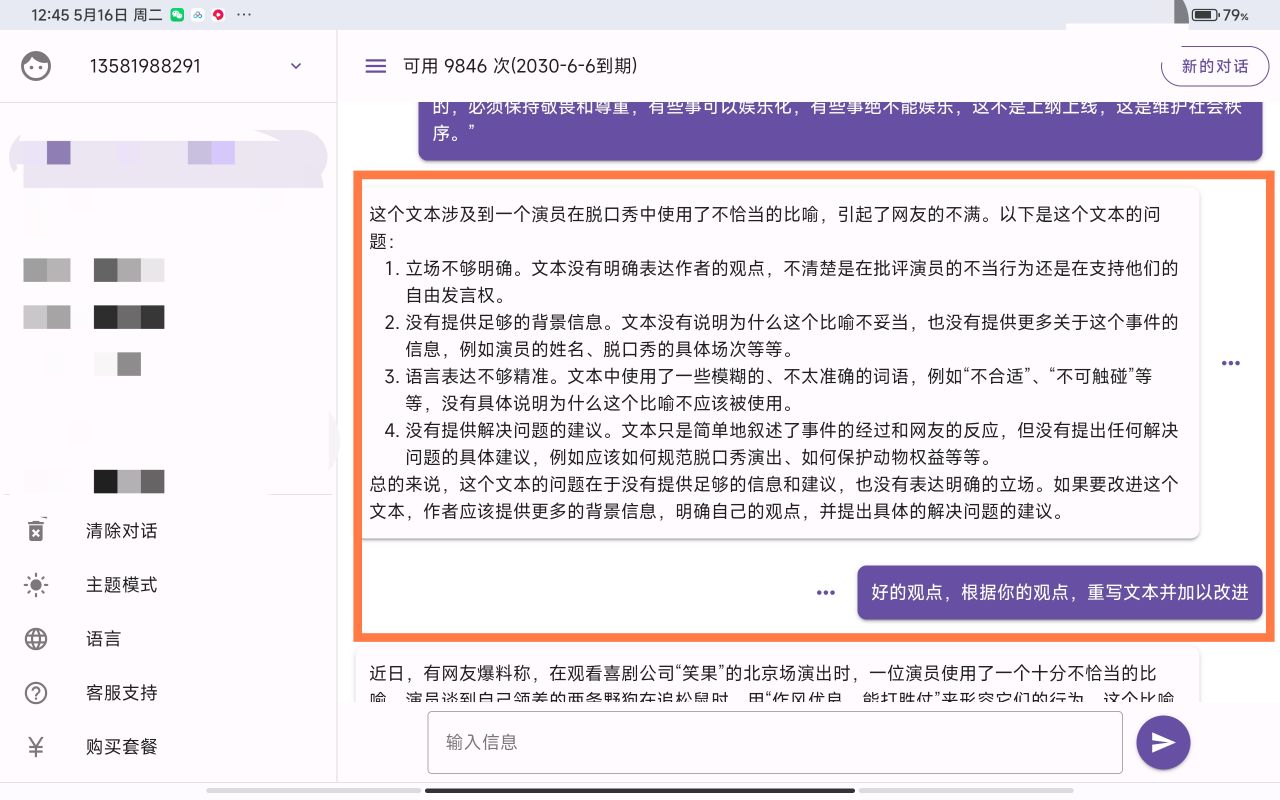 12:45 5月16日 周二
79%
13581988291
可用 9846 次(2030-6-6到期)
新的对话
的，必须保持敬畏和尊重，有些事可以娱乐化，有些事绝不能娱乐，这不是上纲上线，这是维护社会秩
序。”
这个文本涉及到一个演员在脱口秀中使用了不恰当的比喻，引起了网友的不满。以下是这个文本的问
题：
1. 立场不够明确。文本没有明确表达作者的观点，不清楚是在批评演员的不当行为还是在支持他们的
自由发言权。
2. 没有提供足够的背景信息。文本没有说明为什么这个比喻不妥当，也没有提供更多关于这个事件的
信息，例如演员的姓名、脱口秀的具体场次等等。
3. 语言表达不够精准。文本中使用了一些模糊的、不太准确的词语，例如“不合适”、“不可触碰”等
等，没有具体说明为什么这个比喻不应该被使用。
4. 没有提供解决问题的建议。文本只是简单地叙述了事件的经过和网友的反应，但没有提出任何解决
问题的具体建议，例如应该如何规范脱口秀演出、如何保护动物权益等等。
总的来说，这个文本的问题在于没有提供足够的信息和建议，也没有表达明确的立场。如果要改进这个
文本，作者应该提供更多的背景信息，明确自己的观点，并提出具体的解决问题的建议。
好的观点，根据你的观点，重写文本并加以改进
近日，有网友爆料称，在观看喜剧公司“笑果”的北京场演出时，一位演员使用了一个十分不恰当的比
喻。演员谈到自己领养的两条野狗在追松鼠时，用“作风优良，能打胜仗”来形容它们的行为。这个比喻
清除对话
主题模式
语言
客服支持
购买套餐
输入信息